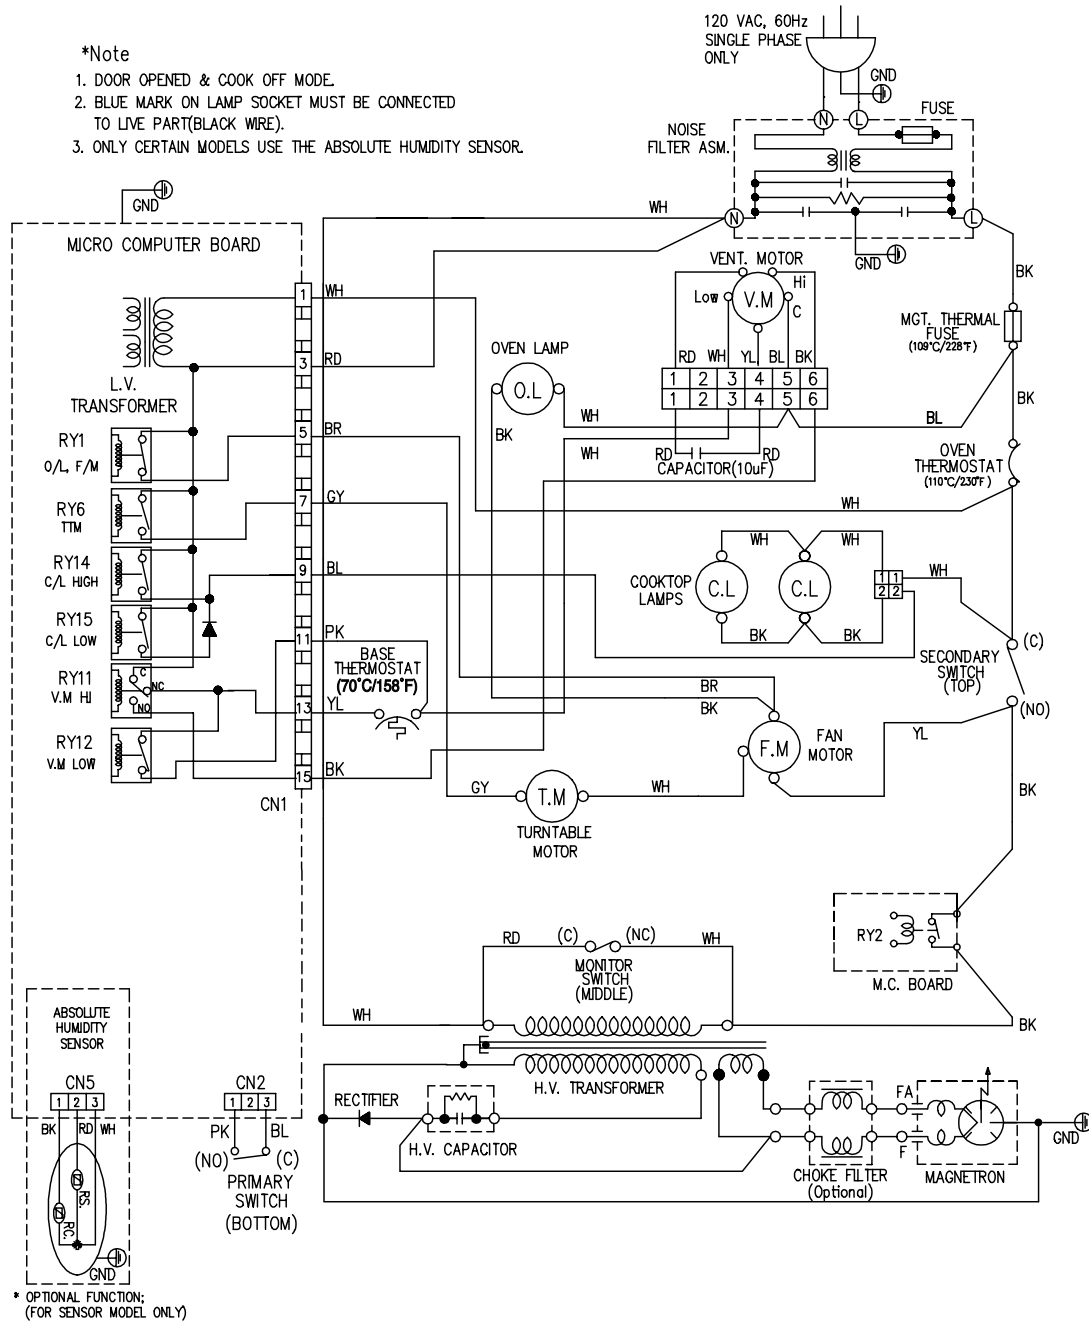 120 VAC, 60Hz
SINGLE PHASE
ONLY
GND
*Note
1. DOOR OPENED & COOK OFF MODE.
2. BLUE MARK ON LAMP SOCKET MUST BE CONNECTED
TO LIVE PART(BLACK WIRE).
3. ONLY CERTAIN MODELS USE THE ABSOLUTE HUMIDITY SENSOR.
N
L
FUSE
NOISE
FILTER ASM.
GND
N
L
GND
WH
MICRO COMPUTER BOARD
VENT. MOTOR
Low
V.M
Hi
C
BK
1
WH
MGT. THERMAL
FUSE
(109°C/228°F)
3
RD
OVEN LAMP
O.L
RD
WH
YL
BL
BK
1 2 3 4 5 6
1 2 3 4 5 6
L.V.
TRANSFORMER
BK
WH
BL
BK
RY1
O/L, F/M
5
BR
WH
RD
RD
CAPACITOR(10uF)
OVEN
THERMOSTAT
(110°C/230°F)
RY6
TTM
7
GY
WH
RY14
C/L HIGH
9
BL
WH
WH
COOKTOP
LAMPS
C.L
C.L
1 1
2 2
WH
RY15
C/L LOW
11
PK
BK
BK
(C)
BASE
THERMOSTAT
(70°C/158°F)
SECONDARY
SWITCH
(TOP)
RY11
V.M HI
C
NC
NO
13
YL
BR
BK
(NO)
RY12
V.M LOW
F.M
FAN
MOTOR
YL
15
BK
CN1
GY
T.M
WH
BK
TURNTABLE
MOTOR
RY2
M.C. BOARD
RD
(C)
(NC)
WH
MONITOR
SWITCH
(MIDDLE)
WH
BK
ABSOLUTE
HUMIDITY
SENSOR
H.V. TRANSFORMER
CN5
1 2 3
CN2
1 2 3
RECTIFIER
H.V. CAPACITOR
FA
F
GND
BK
RD
WH
PK
BL
(NO)
(C)
PRIMARY
SWITCH
(BOTTOM)
CHOKE FILTER
(Optional)
MAGNETRON
RS.
RC.
GND
* OPTIONAL FUNCTION;
(FOR SENSOR MODEL ONLY)